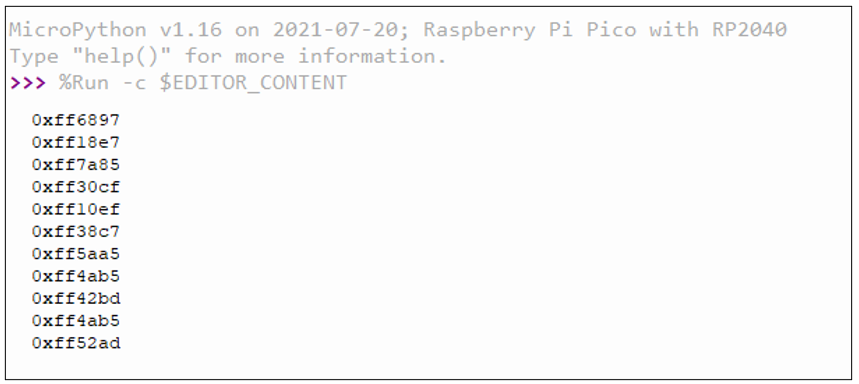 MicroPython v1.16 on 2021-07-20; Raspberry Pi Pico with RP2040
Type "help()" for more information.
>>> %Run -c $EDITOR_CONTENT
0xff6897
0xff18e7
0xff7a85
0xff30cf
0xff10ef
0xff38c7
0xff5aa5
0xff4ab5
0xff42bd
0xff4ab5
0xff52ad